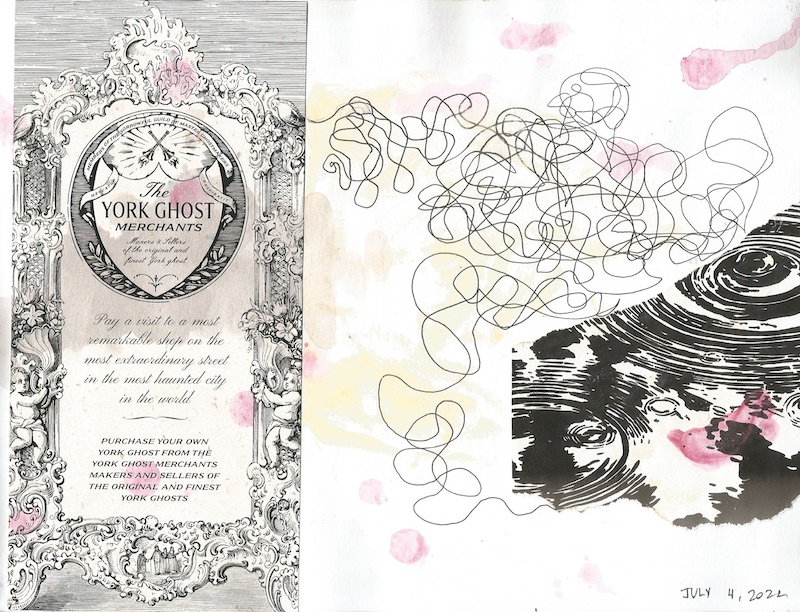 The
YORK GHOST
MERCHANTS
Makers & Sellers
of the original and
finest York ghost
Pay a visit to a most
remarkable shop on the
most extraordinary street
in the most haunted city
in the world
PURCHASE YOUR OWN
YORK GHOST FROM THE
YORK GHOST MERCHANTS
MAKERS AND SELLERS OF
THE ORIGINAL AND FINEST
YORK GHOSTS
JULY 4, 2022